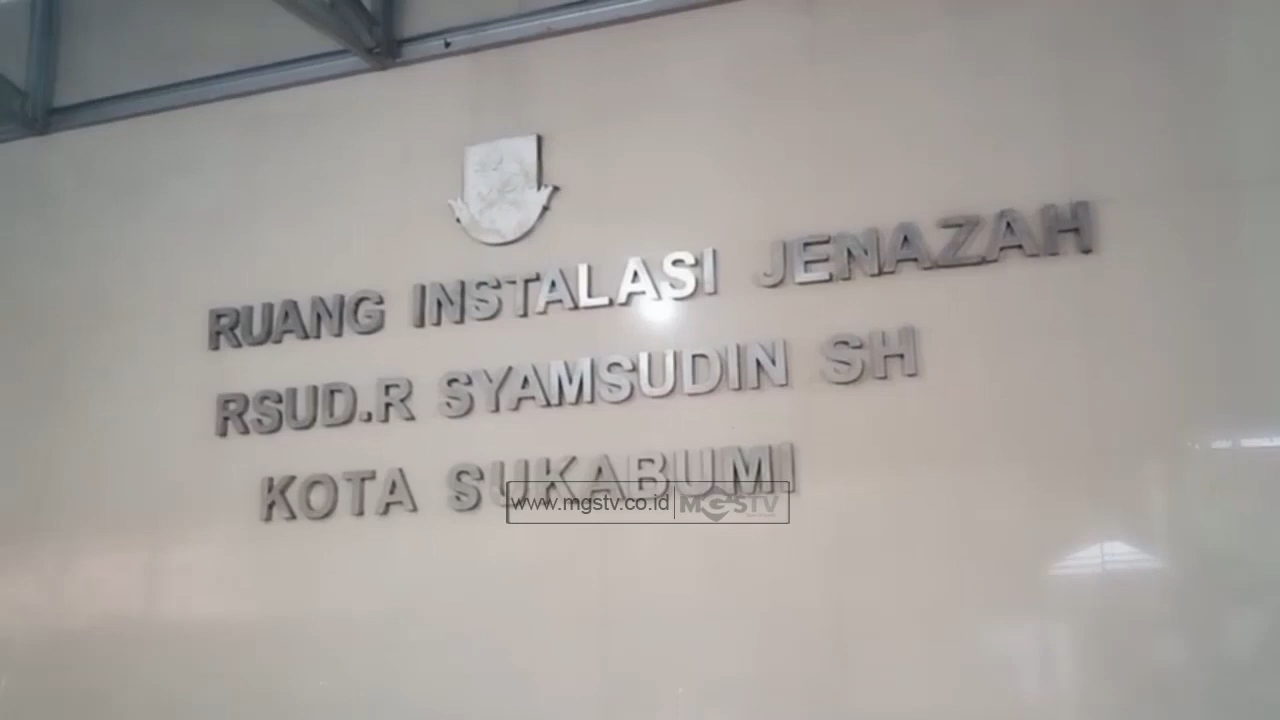 RUANG INSTALASI JENAZAH
RSUD.R SYAMSUDIN SH
KOTA SUKABUMI
www.mgstv.co.id MGSTV